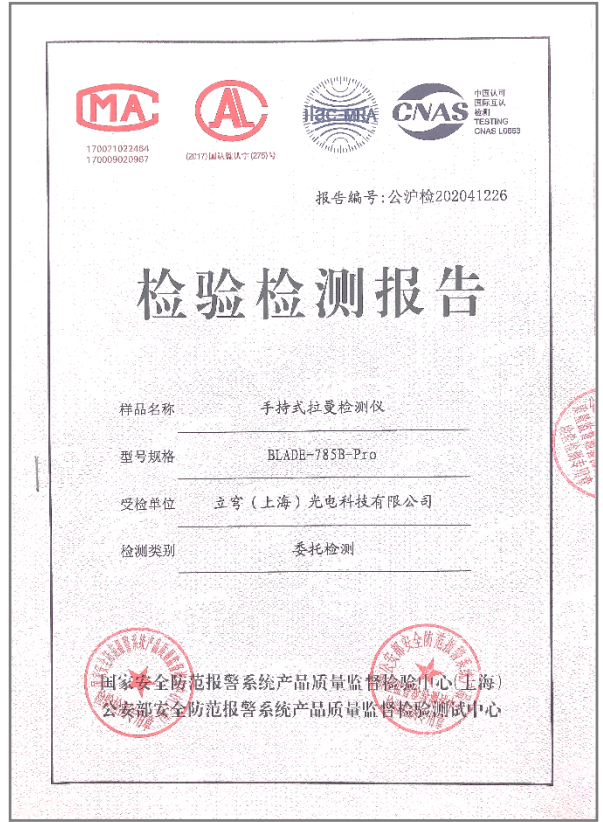 MA
AL
ilac-MRA
CNAS
中国认可
国际互认
检测
TESTING
CNAS L0653
170021022464
170009020967
(2017)国认监认字(275)号
报告编号:公沪检202041226
检验检测报告
样品名称 手持式拉曼检测仪
型号规格 BLADE-785B-Pro
受检单位 立穹（上海）光电科技有限公司
检测类别 委托检测
国家安全防范报警系统产品质量监督检验中心(上海)
公安部安全防范报警系统产品质量监督检验测试中心